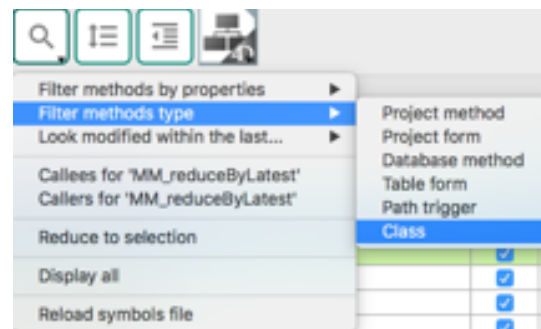 Filter methods by properties
Filter methods type
Look modified within the last...
Callees for 'MM_reduceByLatest'
Callers for 'MM_reduceByLatest'
Reduce to selection
Display all
Reload symbols file
Project method
Project form
Database method
Table form
Path trigger
Class